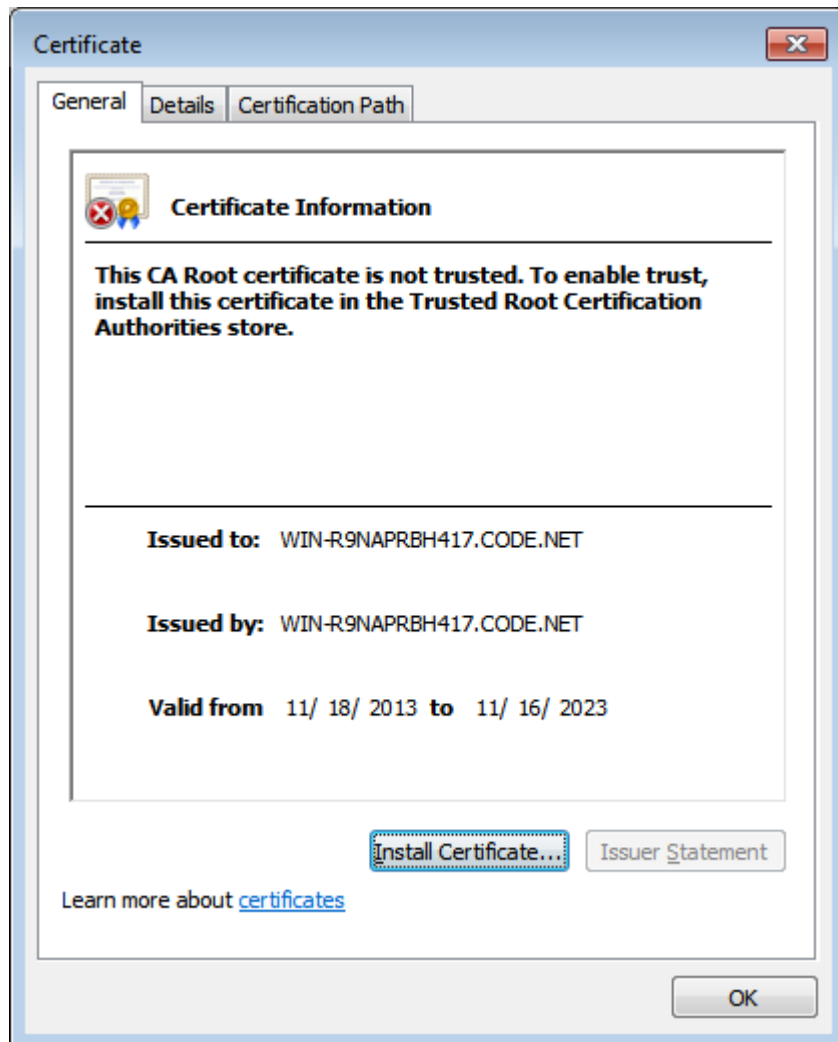 Certificate
General Details Certification Path
Certificate Information
This CA Root certificate is not trusted. To enable trust,
install this certificate in the Trusted Root Certification
Authorities store.
Issued to: WIN-R9NAPRBH417.CODE.NET
Issued by: WIN-R9NAPRBH417.CODE.NET
Valid from 11/ 18/ 2013 to 11/ 16/ 2023
Install Certificate... Issuer Statement
Learn more about certificates
OK